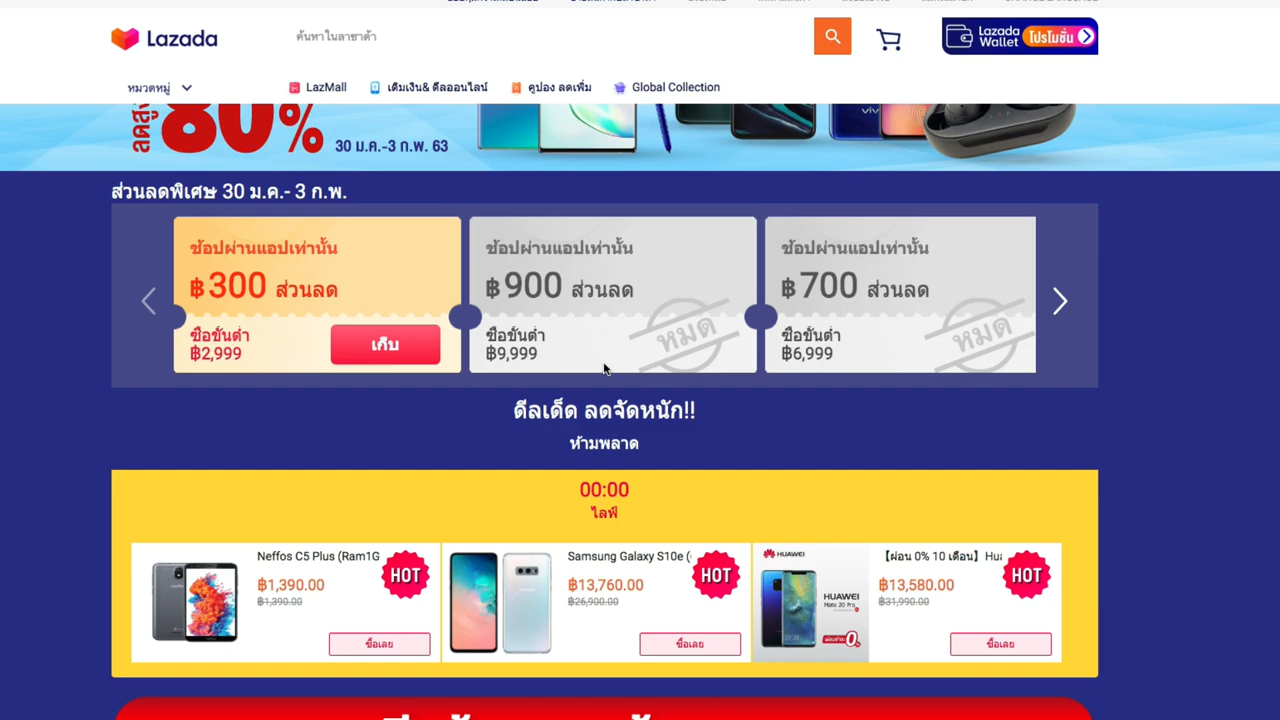 Lazada
ค้นหาในลาซาด้า
Lazada Wallet โปรโมชั่น
หมวดหมู่
LazMall
เติมเงิน& ดีลออนไลน์
คูปอง ลดเพิ่ม
Global Collection
80%
30 ม.ค.-3 ก.พ. 63
vivo
ส่วนลดพิเศษ 30 ม.ค.- 3 ก.พ.
ช้อปผ่านแอปเท่านั้น
฿300 ส่วนลด
ซื้อขั้นต่ำ
฿2,999
เก็บ
ช้อปผ่านแอปเท่านั้น
฿900 ส่วนลด
ซื้อขั้นต่ำ
฿9,999
หมด
ช้อปผ่านแอปเท่านั้น
฿700 ส่วนลด
ซื้อขั้นต่ำ
฿6,999
หมด
ดีลเด็ด ลดจัดหนัก!!
ห้ามพลาด
00:00
ไลฟ์
Neffos C5 Plus (Ram1G
HOT
฿1,390.00
฿1,390.00
ซื้อเลย
Samsung Galaxy S10e (
HOT
฿13,760.00
฿26,900.00
ซื้อเลย
HUAWEI
HUAWEI
Mate 20 Pro
【ผ่อน 0% 10 เดือน】Hua
HOT
฿13,580.00
฿31,990.00
ซื้อเลย